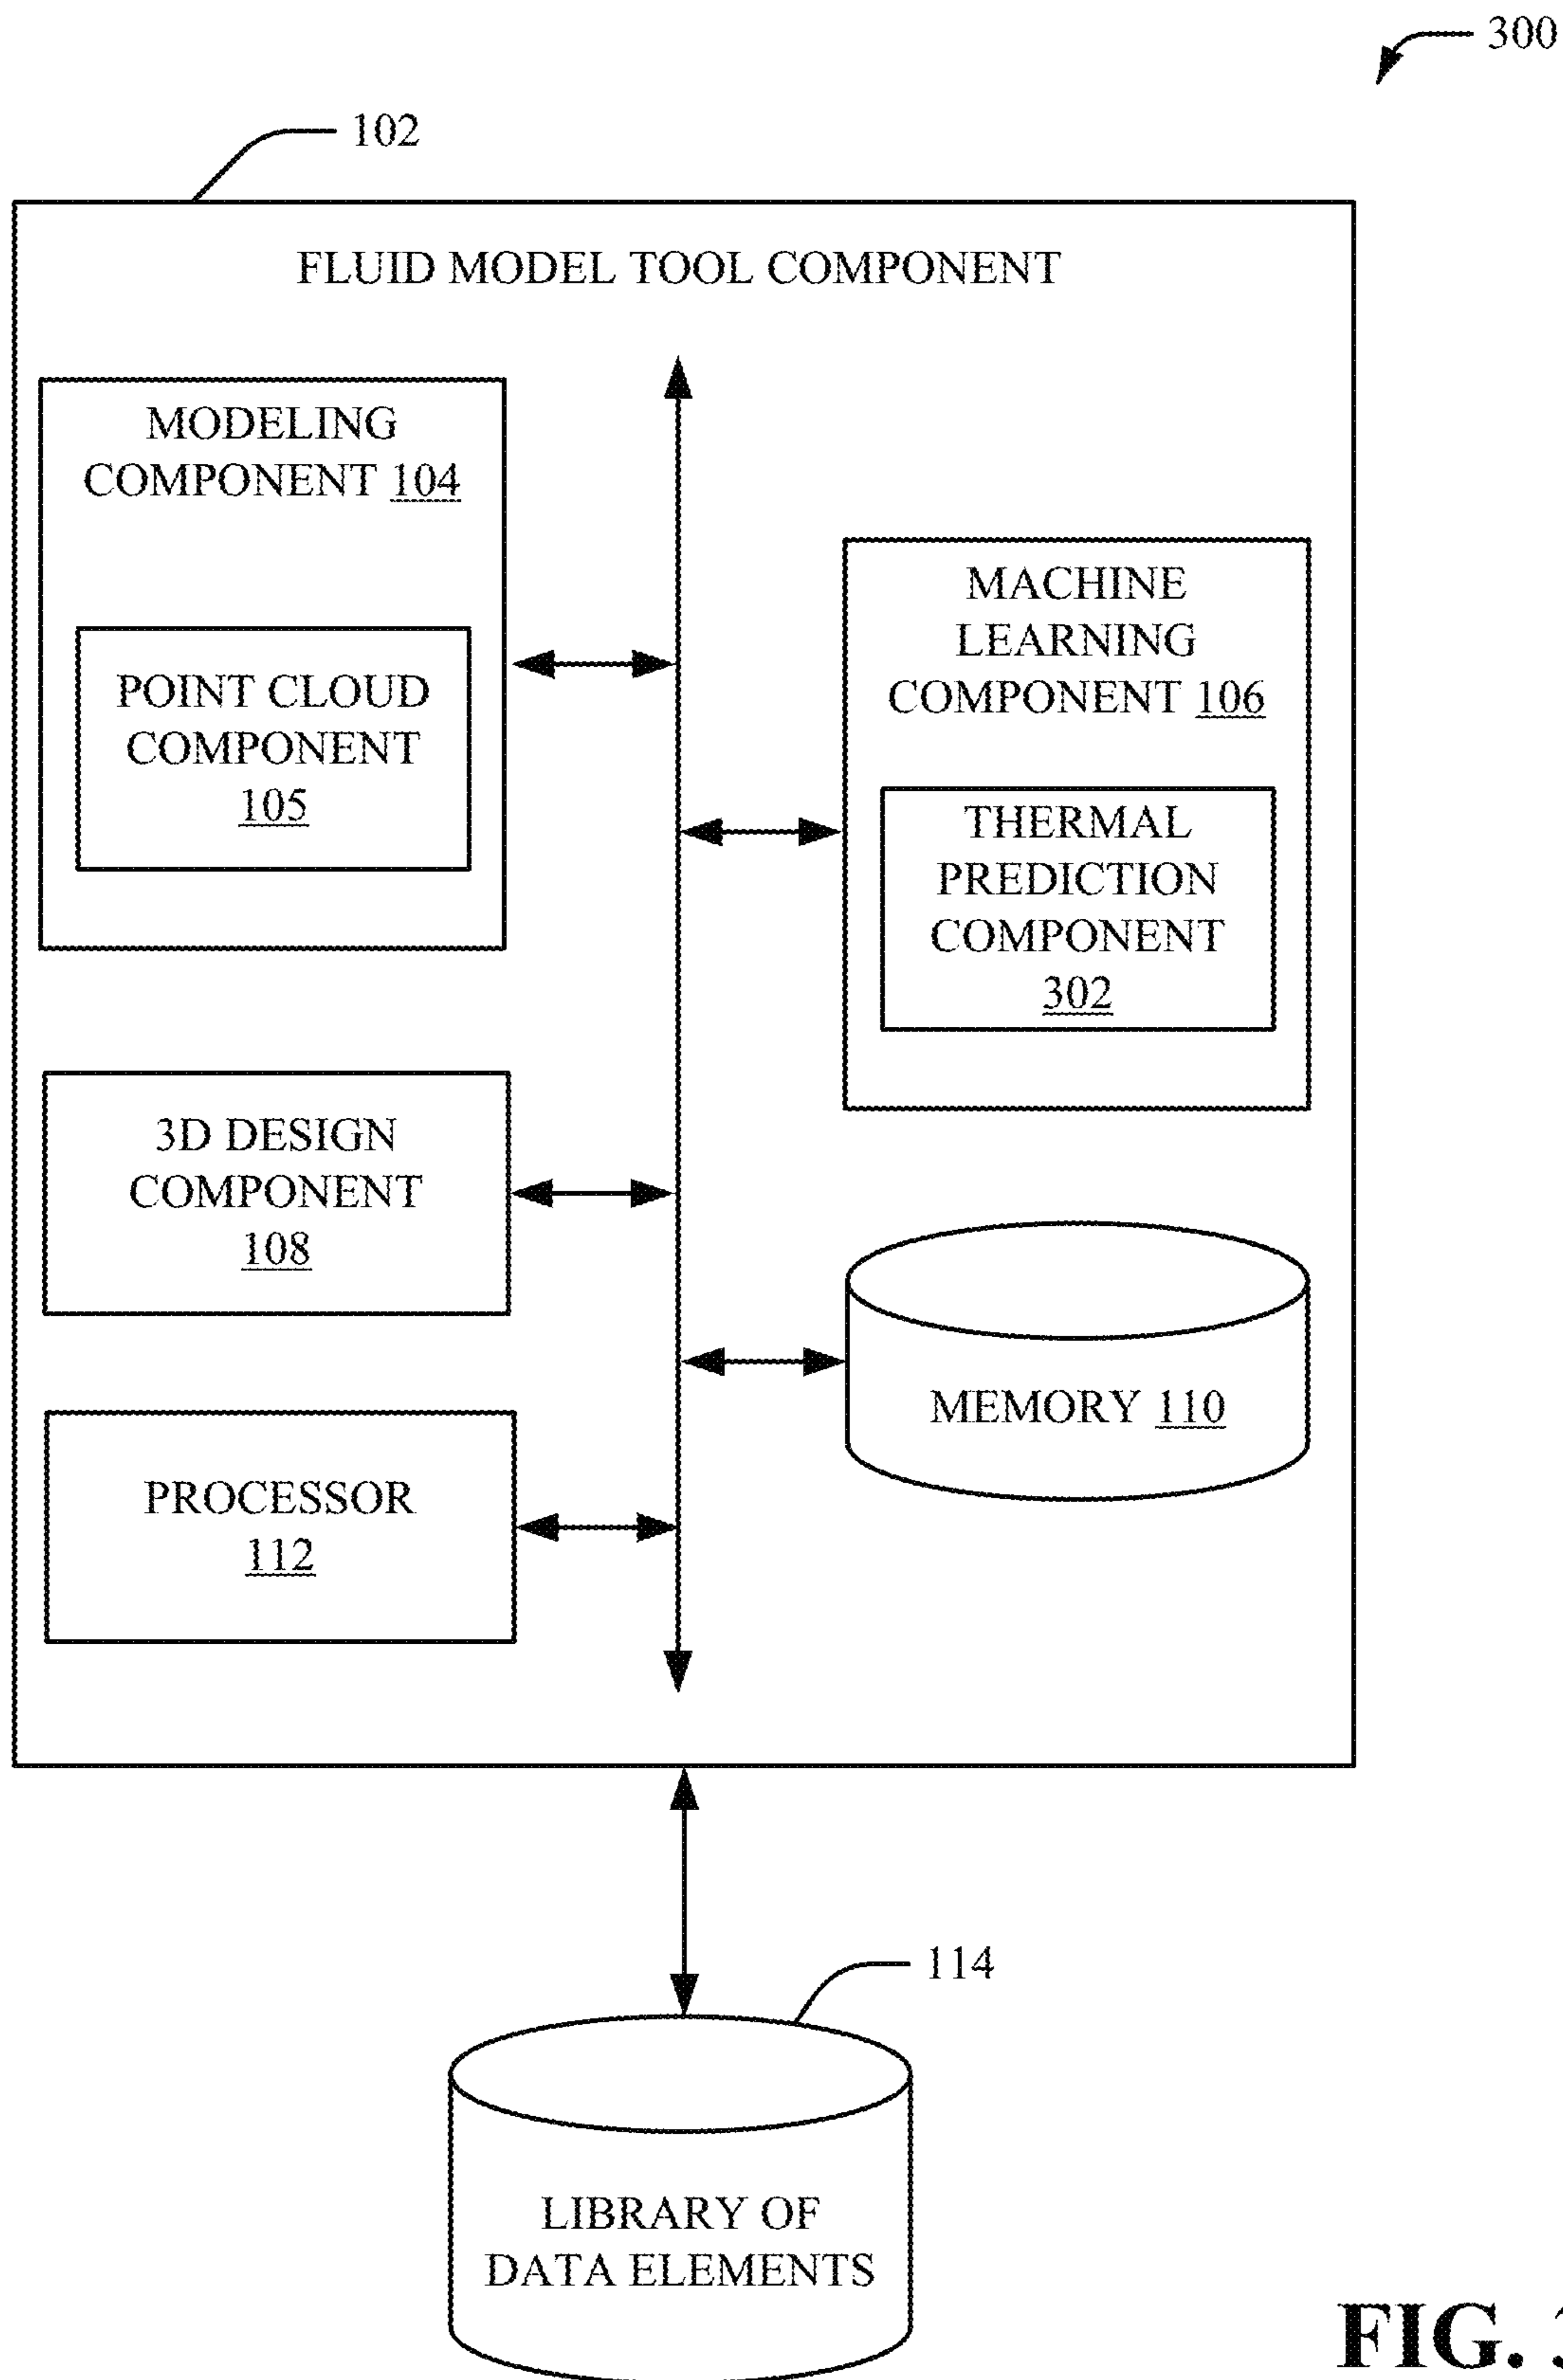 300
102
FLUID MODEL TOOL COMPONENT
MODELING
COMPONENT 104
POINT CLOUD
COMPONENT
105
MACHINE
LEARNING
COMPONENT 106
THERMAL
PREDICTION
COMPONENT
302
3D DESIGN
COMPONENT
108
MEMORY 110
PROCESSOR
112
114
LIBRARY OF
DATA ELEMENTS
FIG.